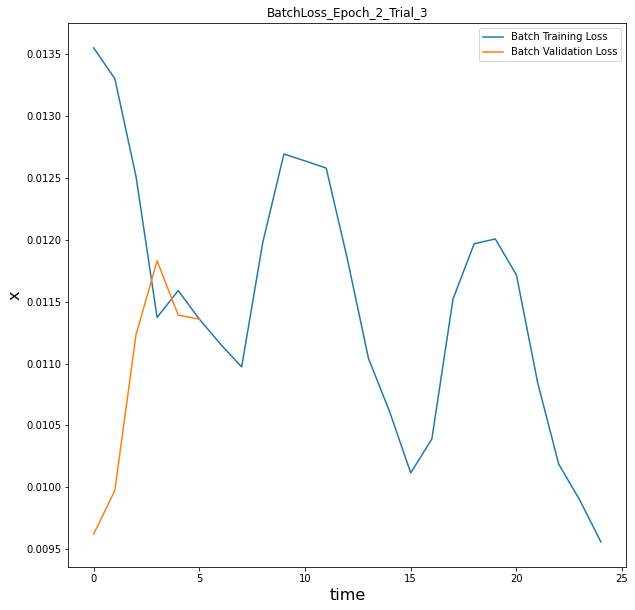 BatchLoss_Epoch_2_Trial_3
Batch Training Loss
Batch Validation Loss
0.0135
0.0130
0.0125
0.0120
0.0115
0.0110
0.0105
0.0100
0.0095
x
0 5 10 15 20 25
time